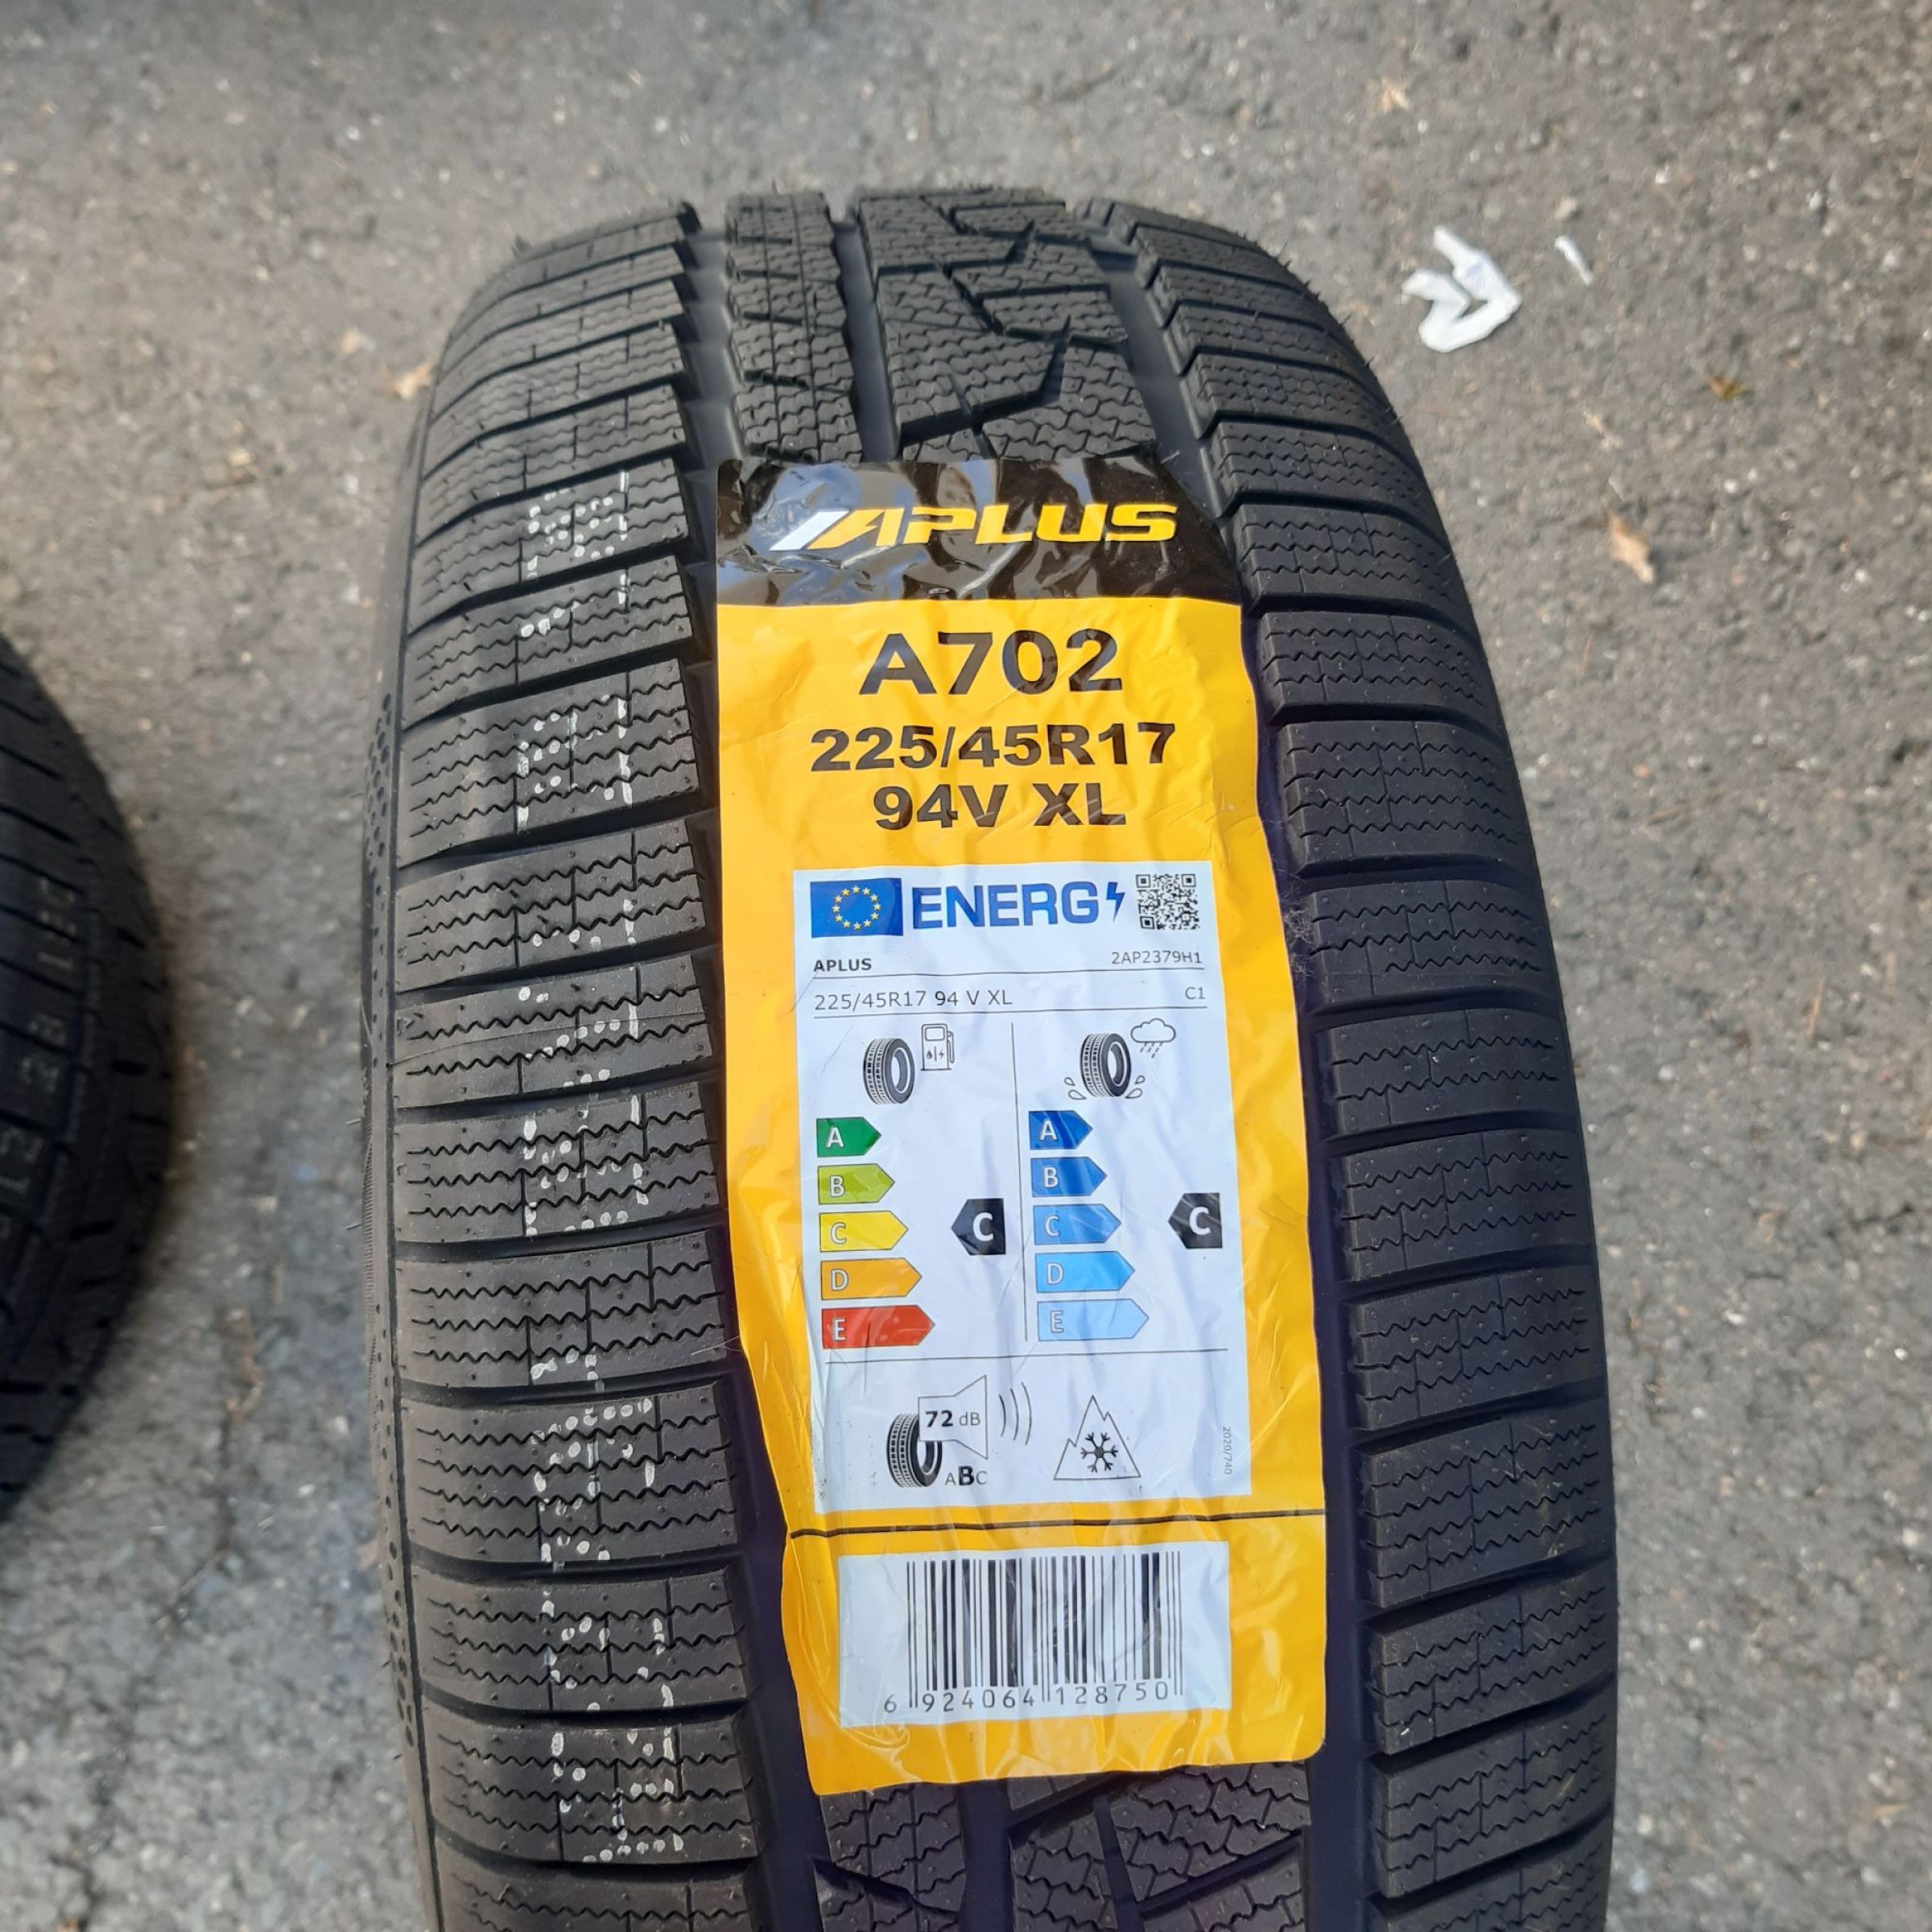 APLUS
A702
225/45R17
94V XL
ENERG
APLUS 2AP2379H1
225/45R17 94 V XL C1
A A
B B
C C C C
D D
E E
72 dB
ABC
2020/740
6 924064 128750